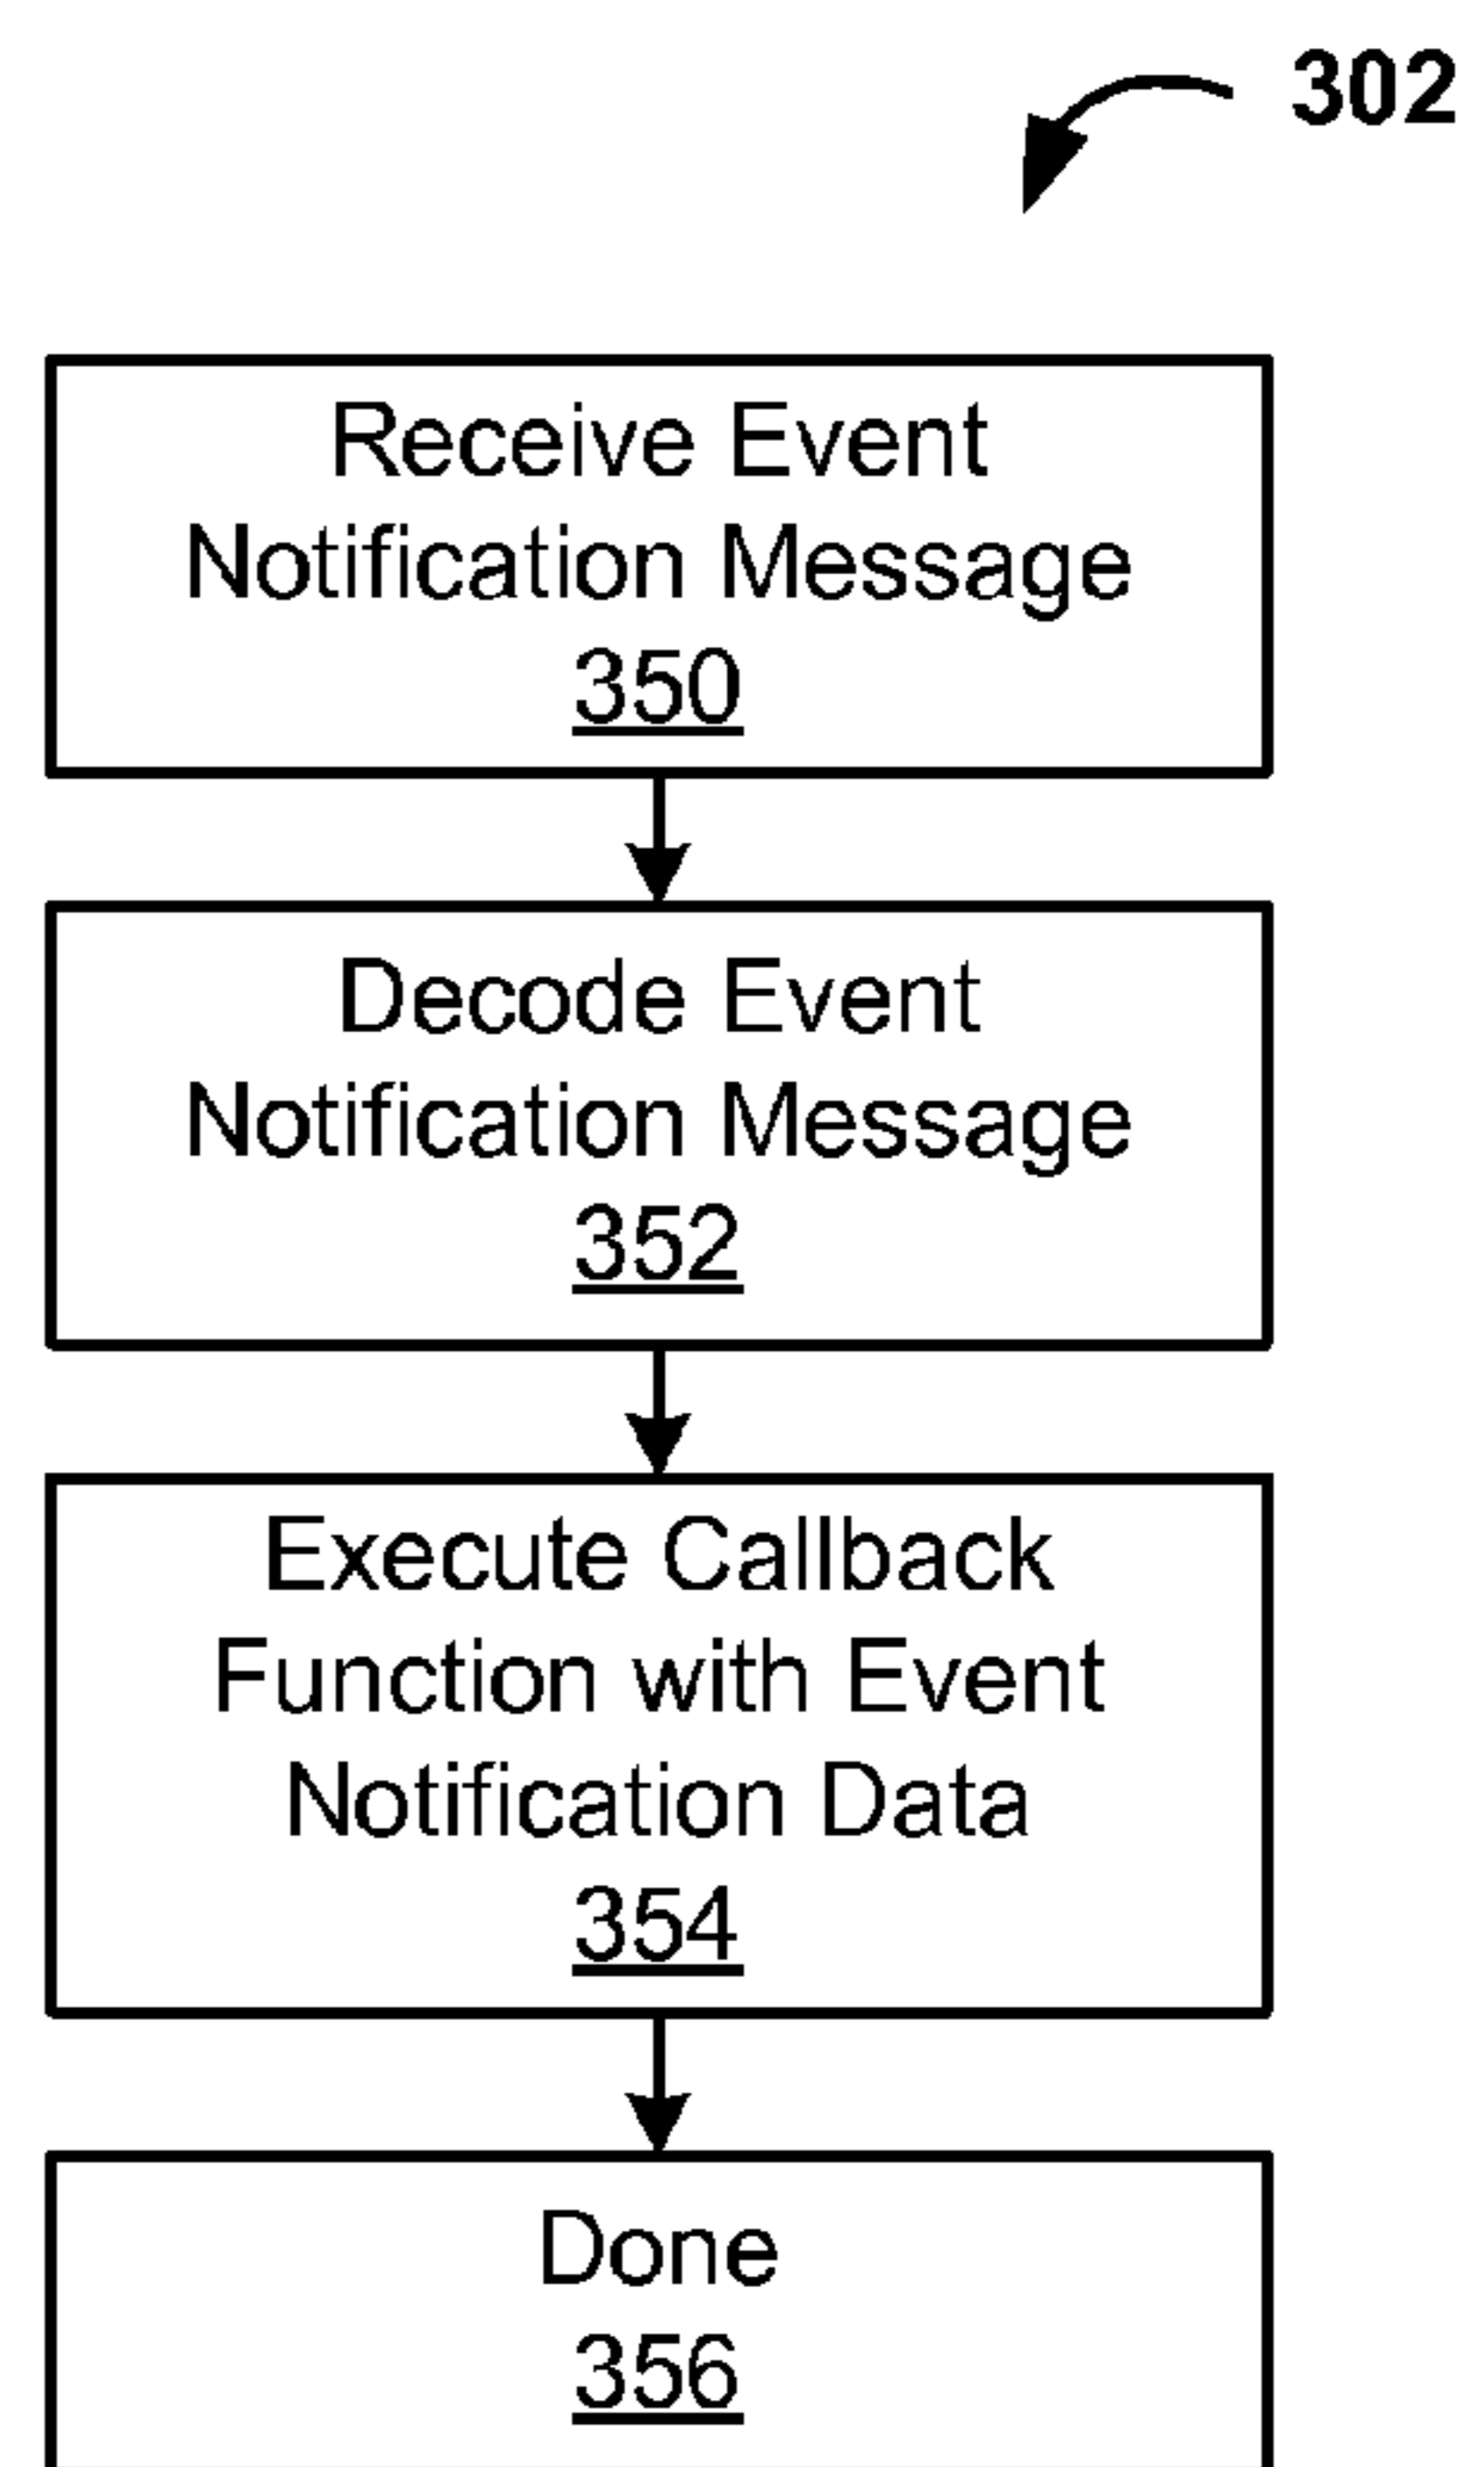 302
Receive Event
Notification Message
350
Decode Event
Notification Message
352
Execute Callback
Function with Event
Notification Data
354
Done
356